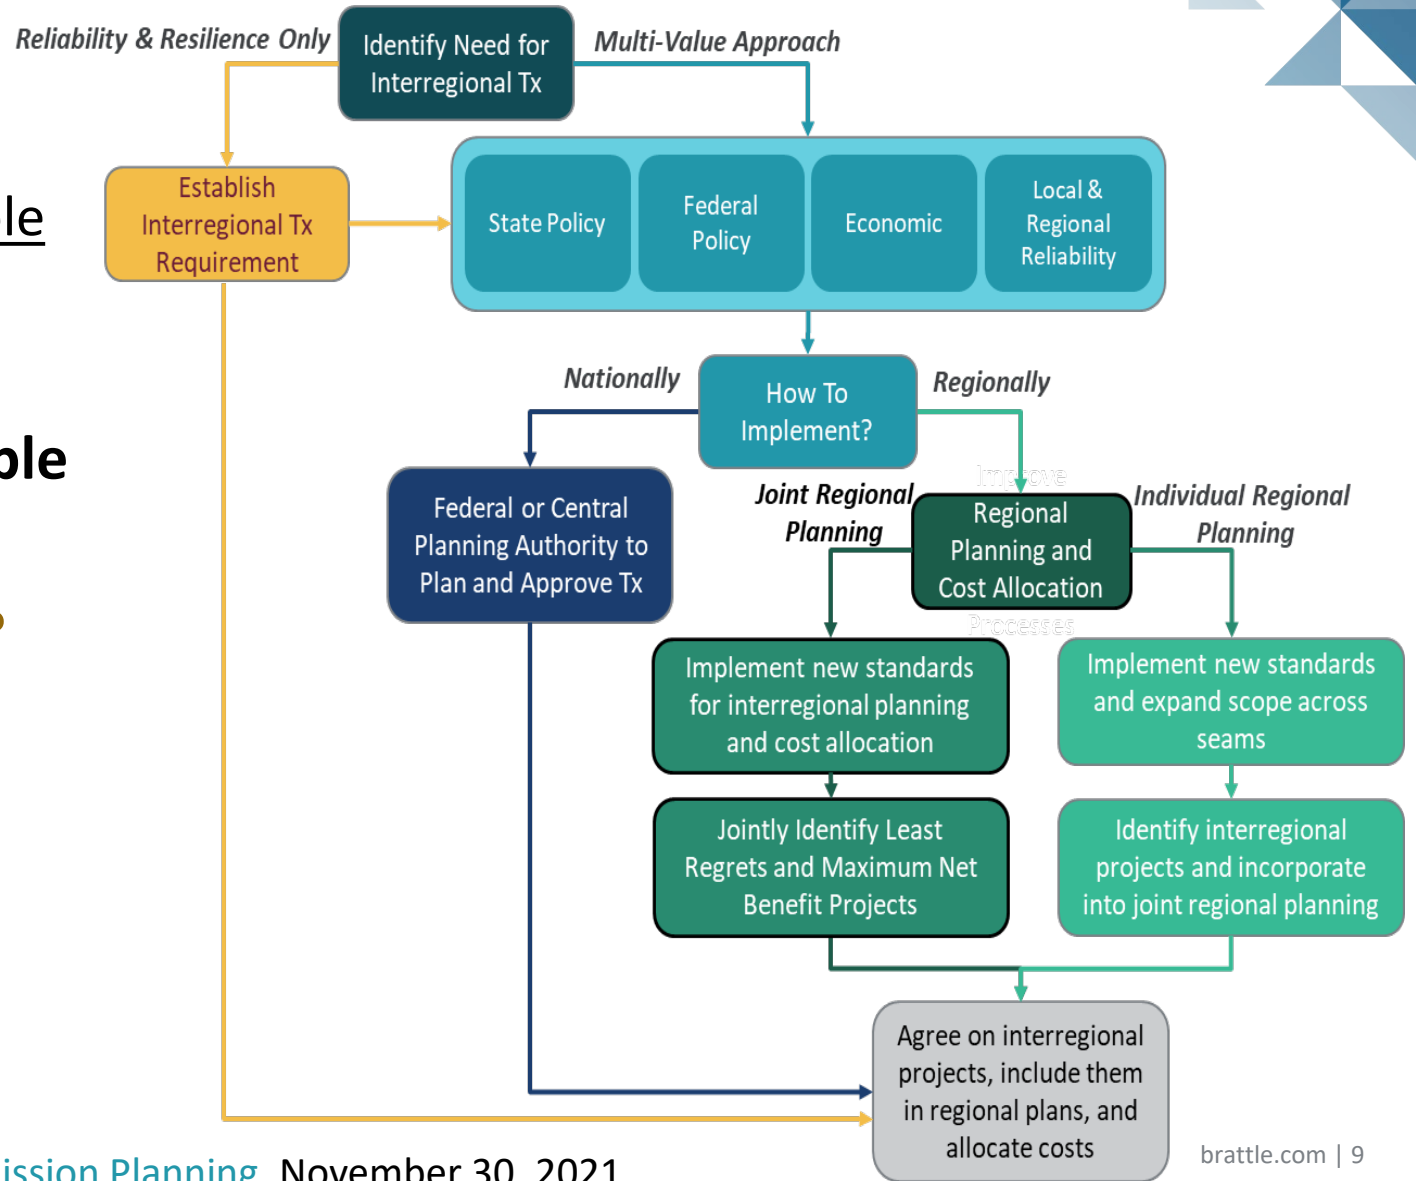 Reliability & Resilience Only
Identify Need for
Interregional Tx
Multi-Value Approach
Establish
Interregional Tx
Requirement
State Policy
Federal
Policy
Economic
Local &
Regional
Reliability
Nationally
How To
Implement?
Regionally
Federal or Central
Planning Authority to
Plan and Approve Tx
Joint Regional
Planning
Improve
Regional
Planning and
Cost Allocation
Processes
Individual Regional
Planning
Implement new standards
for interregional planning
and cost allocation
Implement new standards
and expand scope across
seams
Jointly Identify Least
Regrets and Maximum Net
Benefit Projects
Identify interregional
projects and incorporate
into joint regional planning
Agree on interregional
projects, include them
in regional plans, and
allocate costs
Planning November 30, 2021
brattle.com | 9